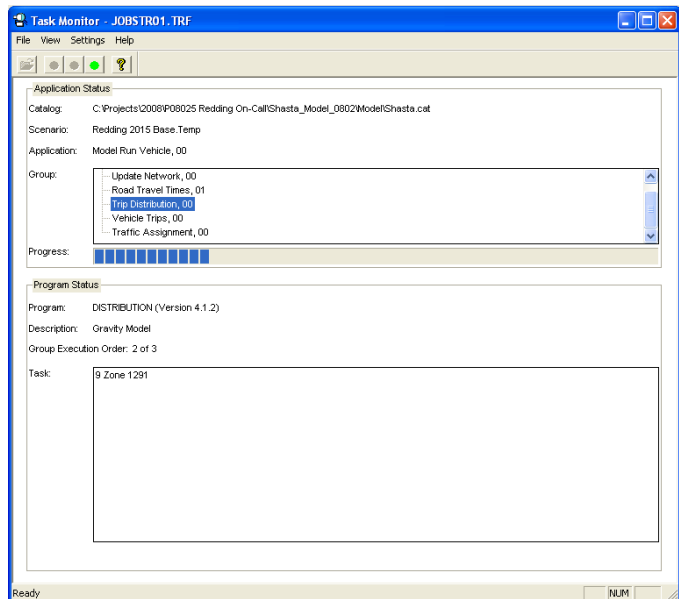 Task Monitor - JOBSTR01.TRF
File View Settings Help
?
Application Status
Catalog: C:\Projects\2008\P08025 Redding On-Call\Shasta_Model_0802\Model\Shasta.cat
Scenario: Redding 2015 Base.Temp
Application: Model Run Vehicle, 00
Group:
Update Network, 00
Road Travel Times, 01
Trip Distribution, 00
Vehicle Trips, 00
Traffic Assignment, 00
Progress:
Program Status
Program: DISTRIBUTION (Version 4.1.2)
Description: Gravity Model
Group Execution Order: 2 of 3
Task: 9 Zone 1291
Ready NUM